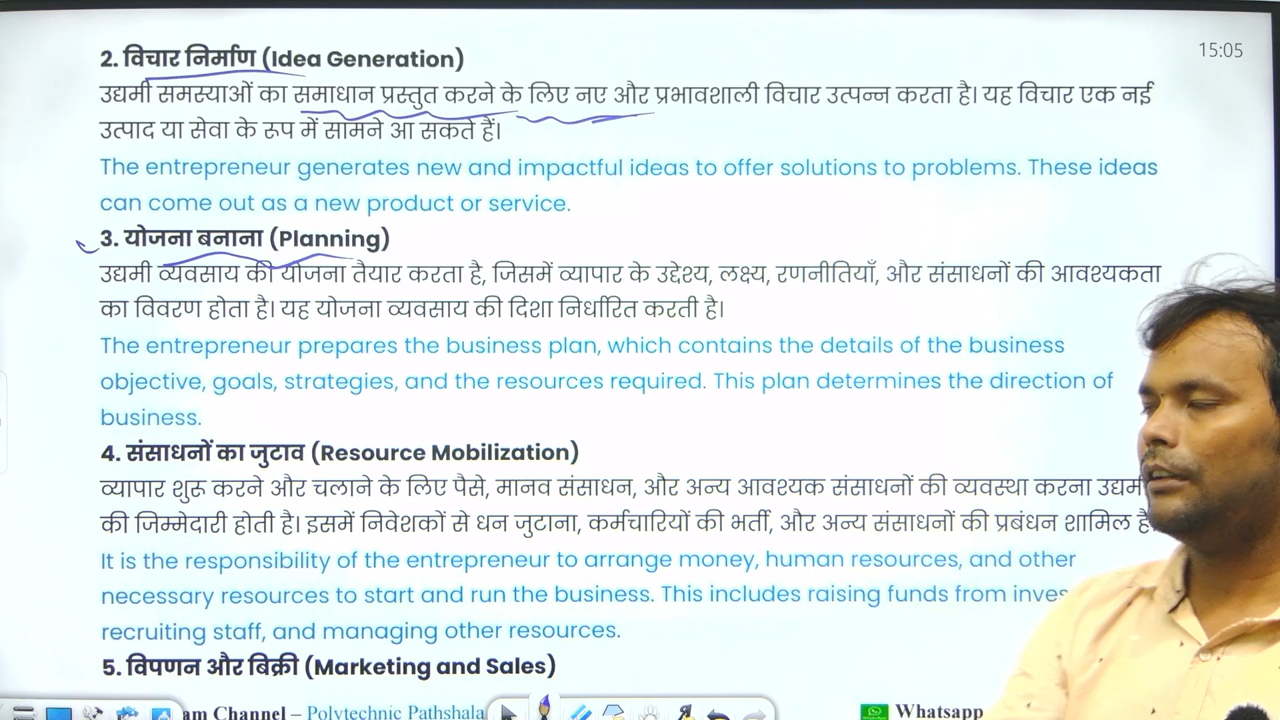 15:05
2. विचार निर्माण (Idea Generation)
उद्यमी समस्याओं का समाधान प्रस्तुत करने के लिए नए और प्रभावशाली विचार उत्पन्न करता है। यह विचार एक नई
उत्पाद या सेवा के रूप में सामने आ सकते हैं।
The entrepreneur generates new and impactful ideas to offer solutions to problems. These ideas
can come out as a new product or service.
3. योजना बनाना (Planning)
उद्यमी व्यवसाय की योजना तैयार करता है, जिसमें व्यापार के उद्देश्य, लक्ष्य, रणनीतियाँ, और संसाधनों की आवश्यकता
का विवरण होता है। यह योजना व्यवसाय की दिशा निर्धारित करती है।
The entrepreneur prepares the business plan, which contains the details of the business
objective, goals, strategies, and the resources required. This plan determines the direction of
business.
4. संसाधनों का जुटाव (Resource Mobilization)
व्यापार शुरू करने और चलाने के लिए पैसे, मानव संसाधन, और अन्य आवश्यक संसाधनों की व्यवस्था करना
की जिम्मेदारी होती है। इसमें निवेशकों से धन जुटाना, कर्मचारियों की भर्ती, और अन्य संसाधनों की प्रबंधन शामिल
It is the responsibility of the entrepreneur to arrange money, human resources, and other
necessary resources to start and run the business. This includes raising funds from
recruiting staff, and managing other resources.
5. विपणन और बिक्री (Marketing and Sales)
Channel – Polytechnic Pathshala
Whatsapp